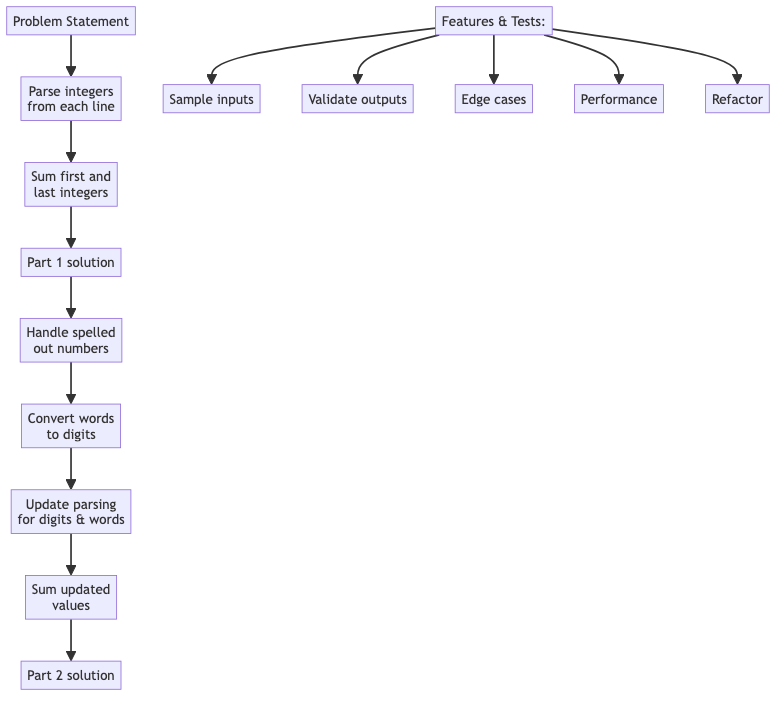 Problem Statement
Parse integers
from each line
Sum first and
last integers
Part 1 solution
Handle spelled
out numbers
Convert words
to digits
Update parsing
for digits & words
Sum updated
values
Part 2 solution
Features & Tests:
Sample inputs
Validate outputs
Edge cases
Performance
Refactor